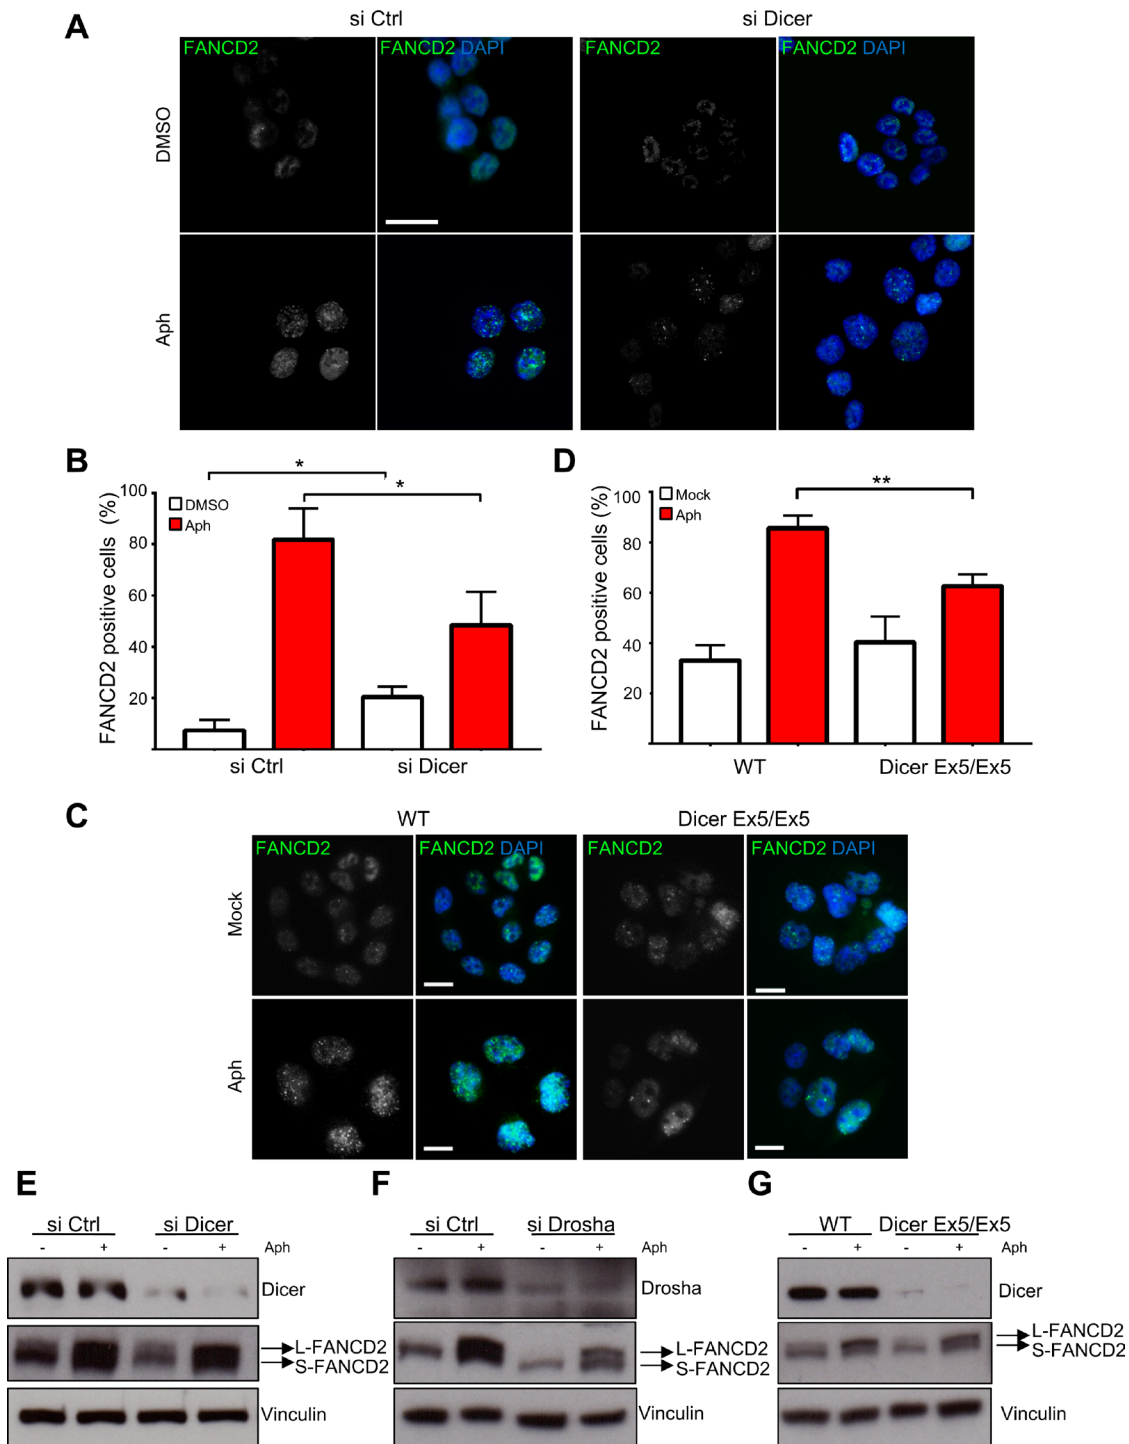 A
si Ctrl
si Dicer
FANCD2
FANCD2 DAPI
FANCD2
FANCD2 DAPI
DMSO
Aph
B
FANCD2 positive cells (%)
100
80
60
40
20
DMSO
Aph
*
*
si Ctrl
si Dicer
D
FANCD2 positive cells (%)
100
80
60
40
20
Mock
Aph
**
WT
Dicer Ex5/Ex5
C
WT
Dicer Ex5/Ex5
FANCD2
FANCD2 DAPI
FANCD2
FANCD2 DAPI
Mock
Aph
E
si Ctrl
si Dicer
- + - + Aph
Dicer
L-FANCD2
S-FANCD2
Vinculin
F
si Ctrl
si Drosha
- + - + Aph
Drosha
L-FANCD2
S-FANCD2
Vinculin
G
WT
Dicer Ex5/Ex5
- + - + Aph
Dicer
L-FANCD2
S-FANCD2
Vinculin